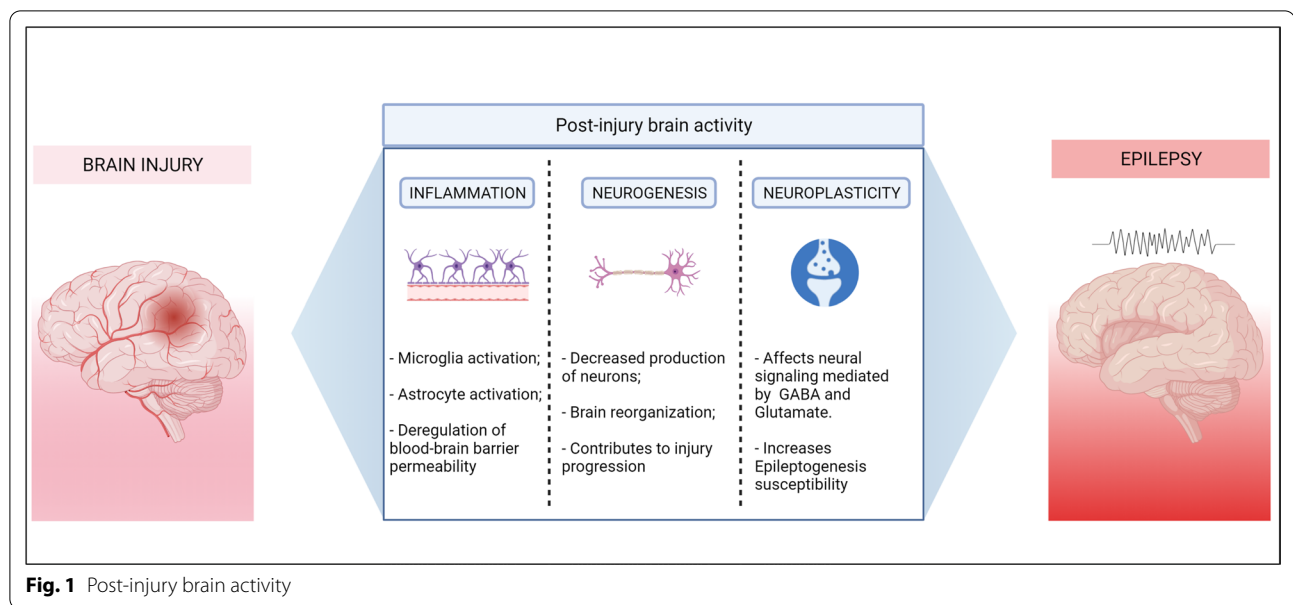 Post-injury brain activity
BRAIN INJURY
EPILEPSY
INFLAMMATION
NEUROGENESIS
NEUROPLASTICITY
- Microglia activation;
- Astrocyte activation;
- Deregulation of
blood-brain barrier
permeability
- Decreased production
of neurons;
- Brain reorganization;
- Contributes to injury
progression
- Affects neural
signaling mediated
by GABA and
Glutamate.
- Increases
Epileptogenesis
susceptibility
Fig. 1 Post-injury brain activity